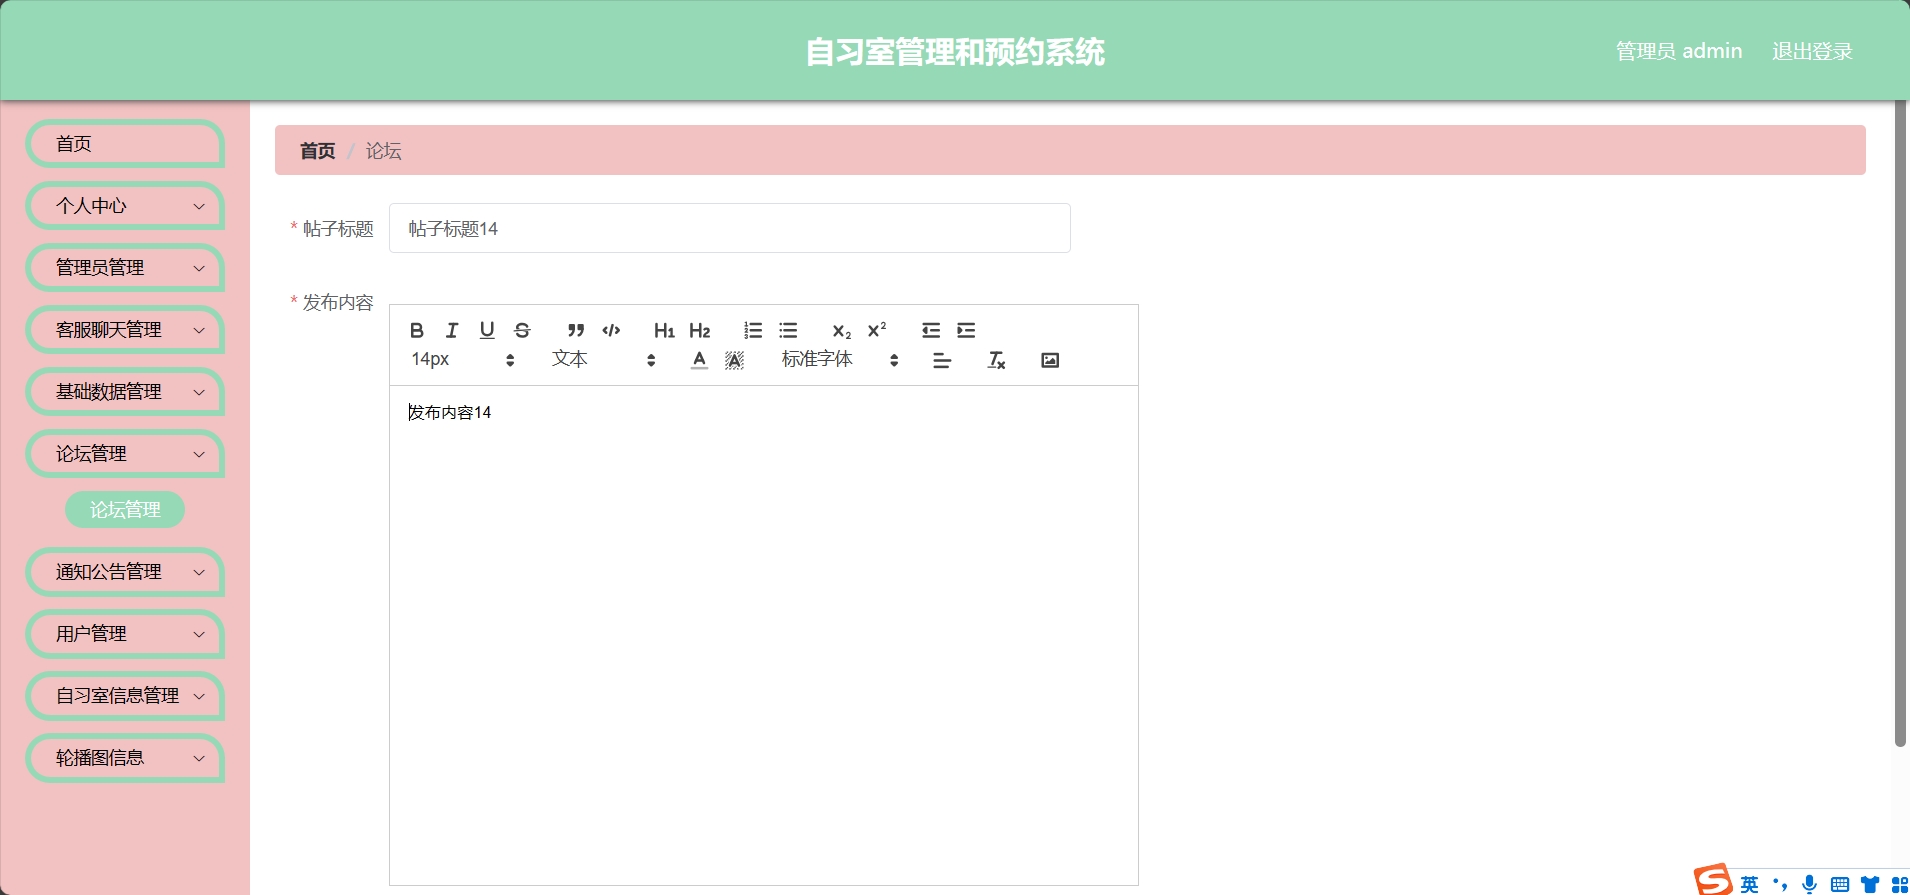 自习室管理和预约系统
管理员 admin
退出登录
首页
个人中心
管理员管理
客服聊天管理
基础数据管理
论坛管理
论坛管理
通知公告管理
用户管理
自习室信息管理
轮播图信息
首页 / 论坛
* 帖子标题
帖子标题14
* 发布内容
B I U S H1 H2 X2 X2
14px 文本 A A 标准字体 Tx
发布内容14
S 英